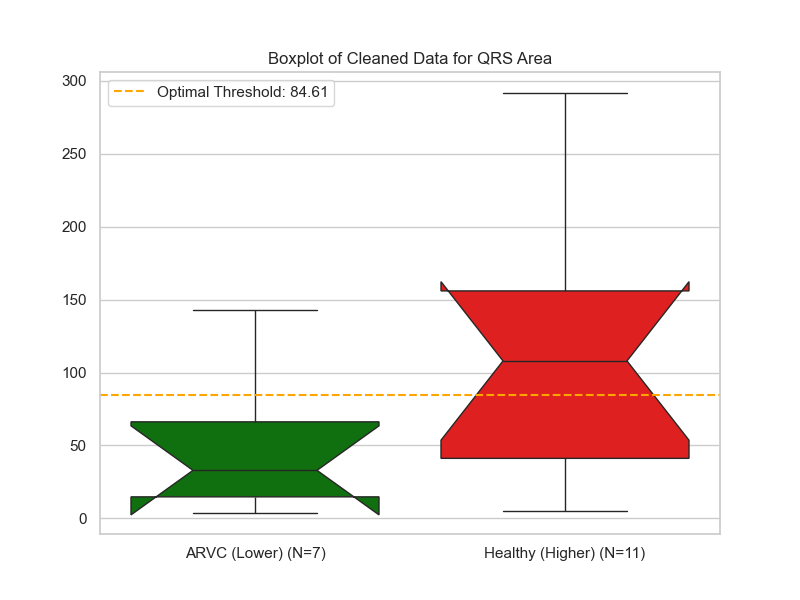 Boxplot of Cleaned Data for QRS Area
Optimal Threshold: 84.61
300
250
200
150
100
50
0
ARVC (Lower) (N=7)
Healthy (Higher) (N=11)